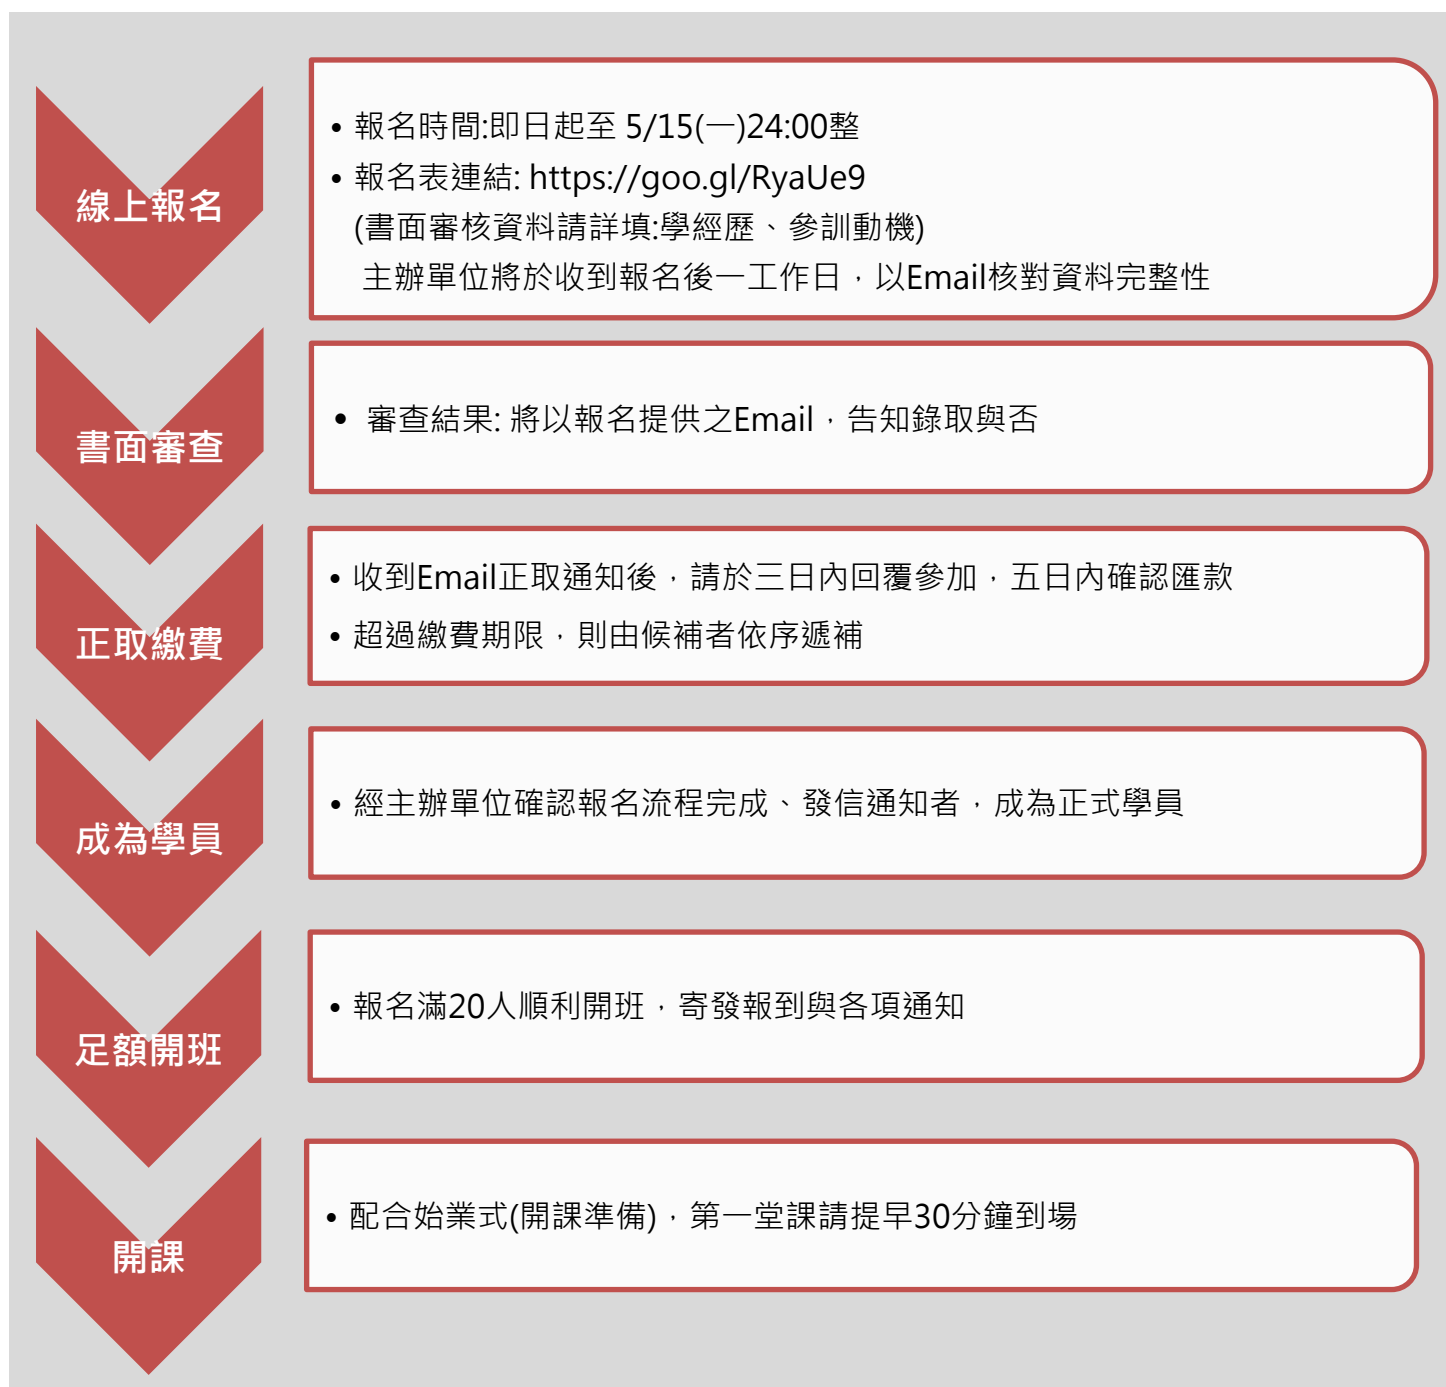 線上報名
• 報名時間:即日起至 5/15(一)24:00整
• 報名表連結: https://goo.gl/RyaUe9
(書面審核資料請詳填:學經歷、參訓動機)
主辦單位將於收到報名後一工作日，以Email核對資料完整性
書面審查
• 審查結果: 將以報名提供之Email，告知錄取與否
正取繳費
• 收到Email正取通知後，請於三日內回覆參加，五日內確認匯款
• 超過繳費期限，則由候補者依序遞補
成為學員
• 經主辦單位確認報名流程完成、發信通知者，成為正式學員
足額開班
• 報名滿20人順利開班，寄發報到與各項通知
開課
• 配合始業式(開課準備)，第一堂課請提早30分鐘到場